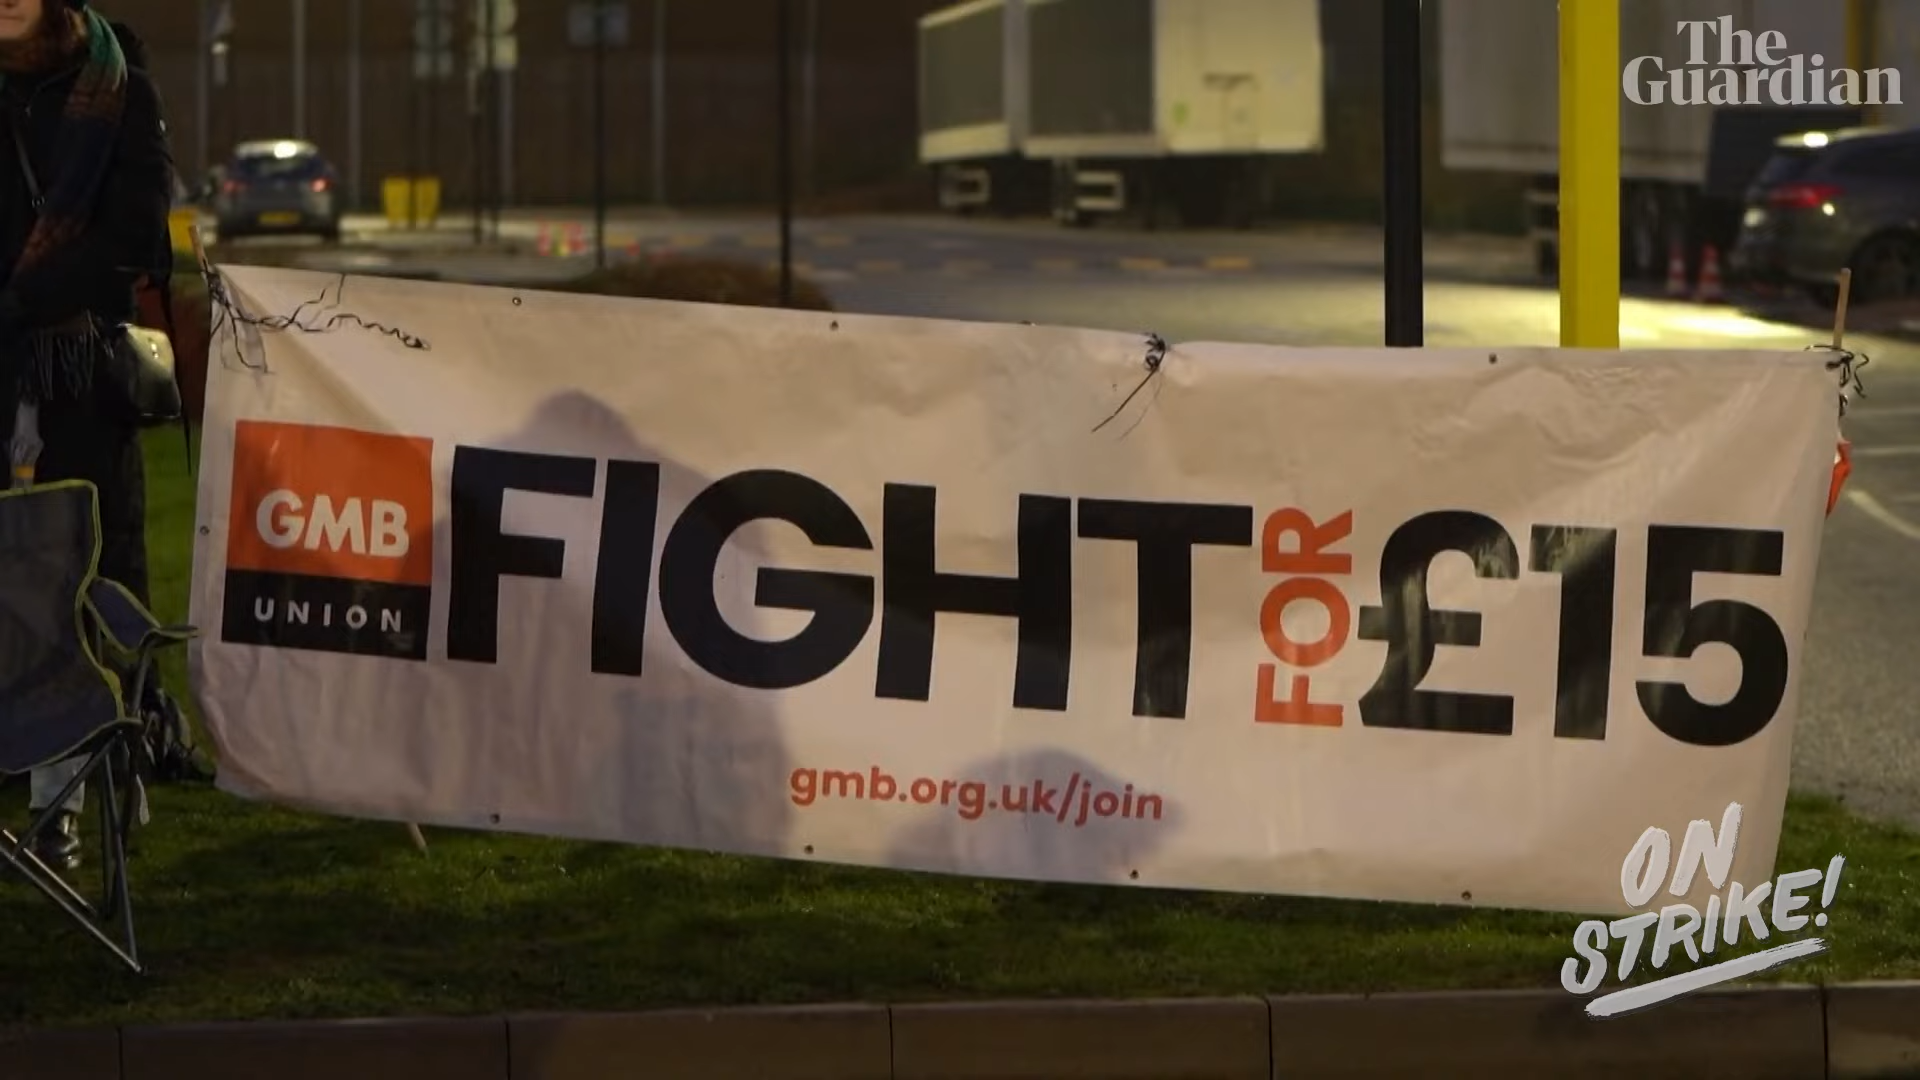 The
Guardian
GMB
UNION
FIGHT FOR £15
gmb.org.uk/join
ON
STRIKE!